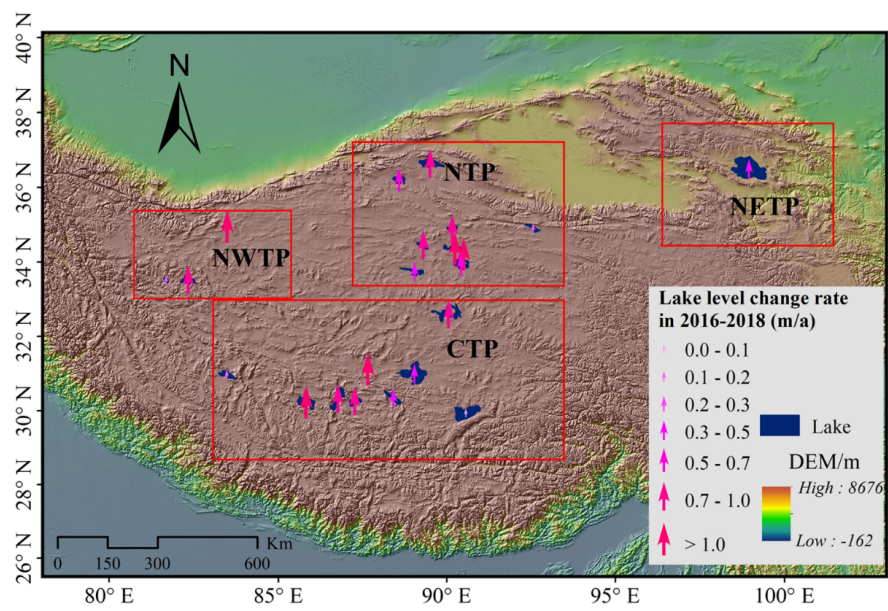 40° N
38° N
36° N
34° N
32° N
30° N
28° N
26° N
N
NTP
NETP
NWTP
CTP
Lake level change rate
in 2016-2018 (m/a)
0.0 - 0.1
0.1 - 0.2
0.2 - 0.3
0.3 - 0.5
0.5 - 0.7
0.7 - 1.0
> 1.0
Lake
DEM/m
High : 8676
Low : -162
Km
0 150 300 600
80° E 85° E 90° E 95° E 100° E